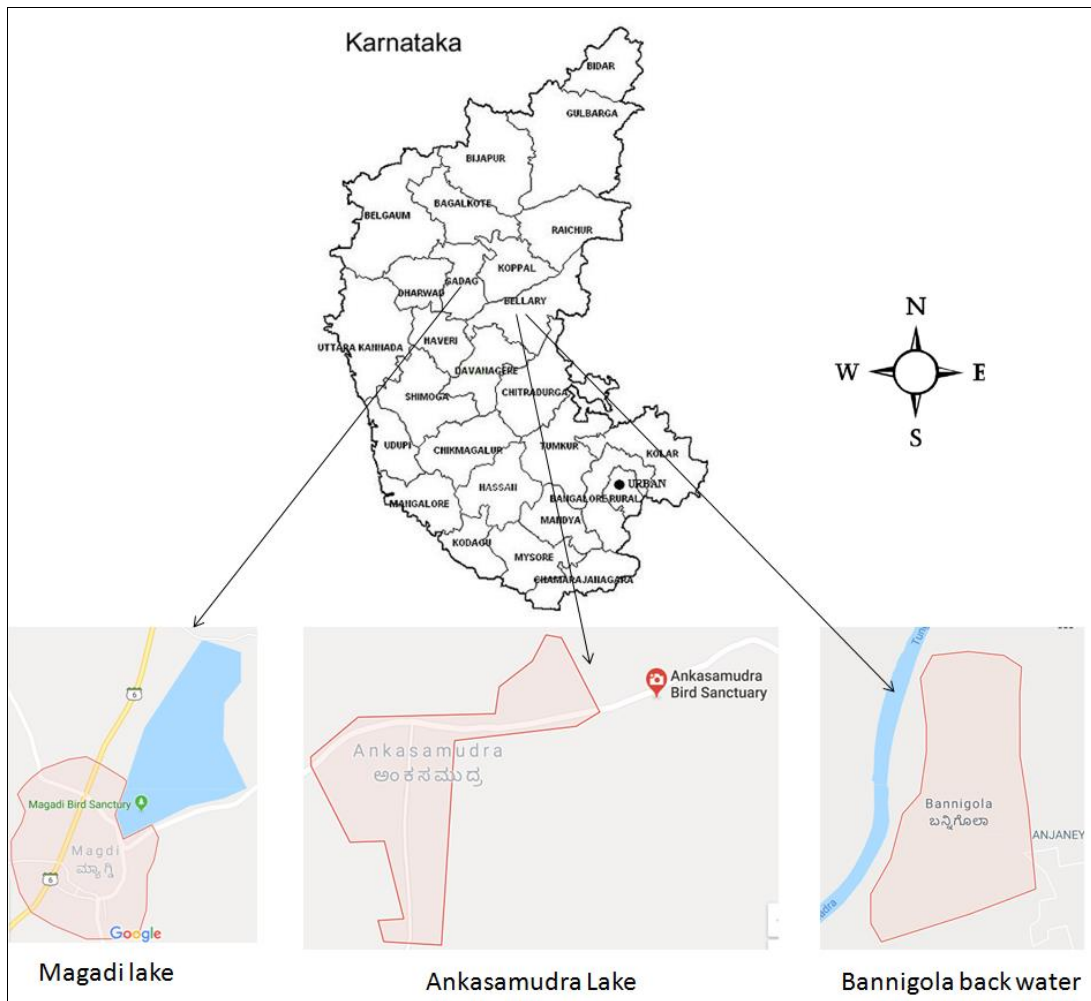 Karnataka
BIDAR
GULBARGA
BIJAPUR
BAGALKOTE
BELGAUM
RAICHUR
KOPPAL
GADAG
DHARWAD
BELLARY
HAVERI
UTTARA KANNADA
DAVANAGERE
CHITRADURGA
SHIMOGA
UDUPI
CHIKMAGALUR
TUMKUR
KOLAR
HASSAN
URBAN
BANGALORE RURAL
MANGALORE
MANDYA
KODAGU
MYSORE
CHAMARAJANAGARA
N
W E
S
6
Magadi Bird Sanctury
Magdi
ಮ್ಯಾಗ್ಡಿ
6
Google
Ankasamudra
Bird Sanctuary
Ankasamudra
ಅಂಕಸಮುದ್ರ
Tung
Bannigola
ಬನ್ನಿಗೊಲಾ
ANJANEY
adra
Magadi lake
Ankasamudra Lake
Bannigola back water